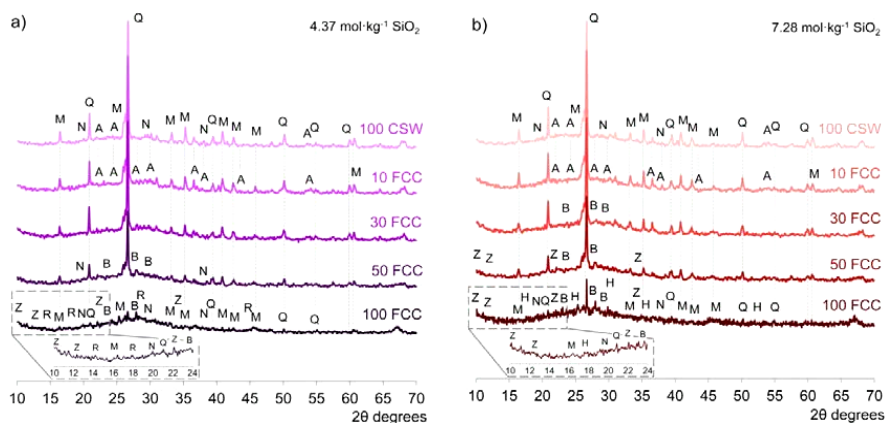 a)
4.37 mol·kg⁻¹ SiO₂
Q
M N Q A A M N M M N Q M M M Q A Q Q
100 CSW
A A A A A A A A M
10 FCC
30 FCC
N B B B N
50 FCC
Z Z R M R N Q Z B M B R N Z M M N Q M R M Q Q
100 FCC
Z Z R M R N Q Z – B
10 12 14 16 18 20 22 24
10 15 20 25 30 35 40 45 50 55 60 65 70
2θ degrees
b)
7.28 mol·kg⁻¹ SiO₂
Q
M N Q A A M N M M N Q M M M Q A Q Q
100 CSW
A A A A A A A A M
10 FCC
B B B
30 FCC
Z Z Z B B Z
50 FCC
Z Z M H N Q Z B H B B H M Z H N Q M M Q H Q
100 FCC
Z Z M H N Q Z – B
10 12 14 16 18 20 22 24
10 15 20 25 30 35 40 45 50 55 60 65 70
2θ degrees